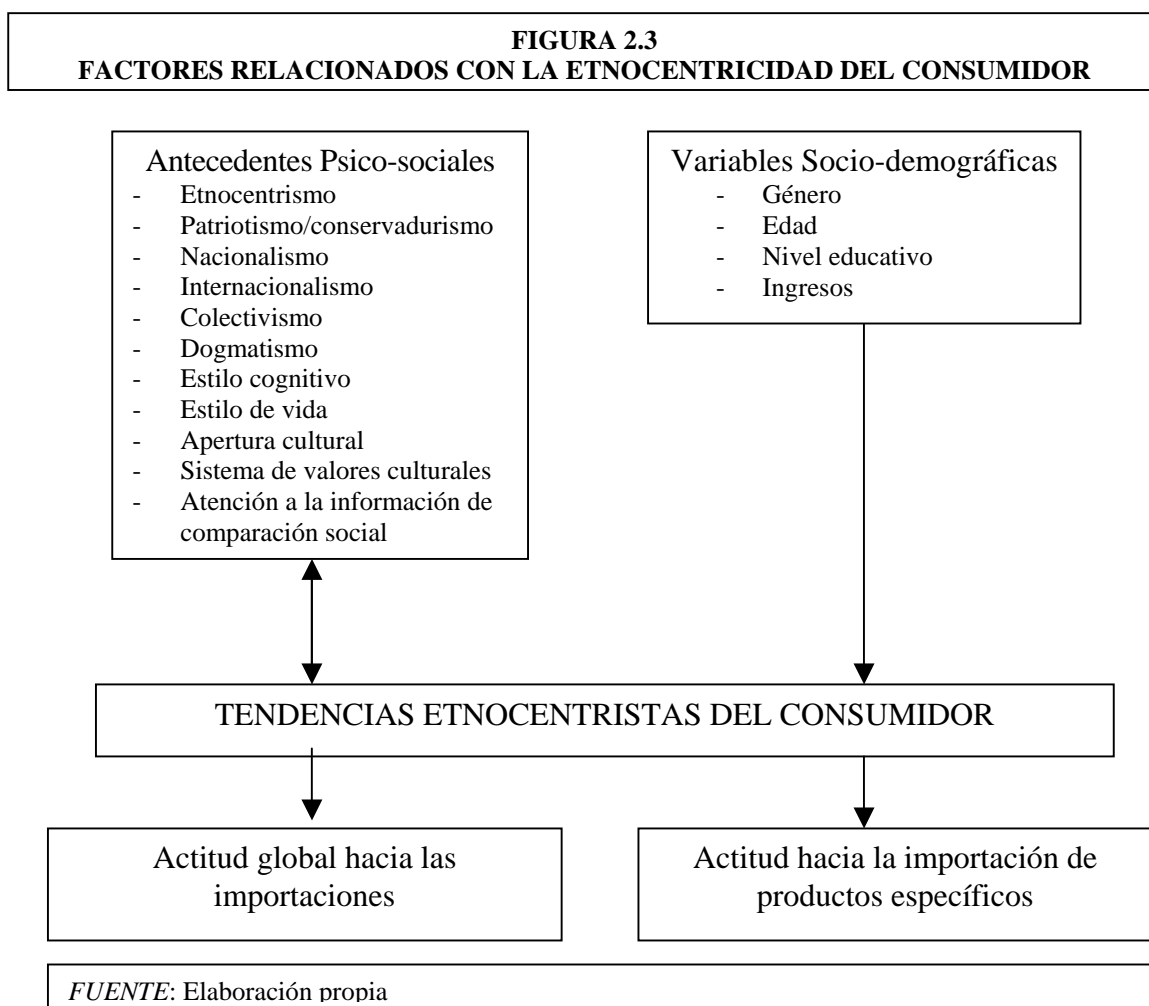 FIGURA 2.3
FACTORES RELACIONADOS CON LA ETNOCENTRICIDAD DEL CONSUMIDOR
Antecedentes Psico-sociales
- Etnocentrismo
- Patriotismo/conservadurismo
- Nacionalismo
- Internacionalismo
- Colectivismo
- Dogmatismo
- Estilo cognitivo
- Estilo de vida
- Apertura cultural
- Sistema de valores culturales
- Atención a la información de
comparación social
Variables Socio-demográficas
- Género
- Edad
- Nivel educativo
- Ingresos
TENDENCIAS ETNOCENTRISTAS DEL CONSUMIDOR
Actitud global hacia las
importaciones
Actitud hacia la importación de
productos específicos
FUENTE: Elaboración propia